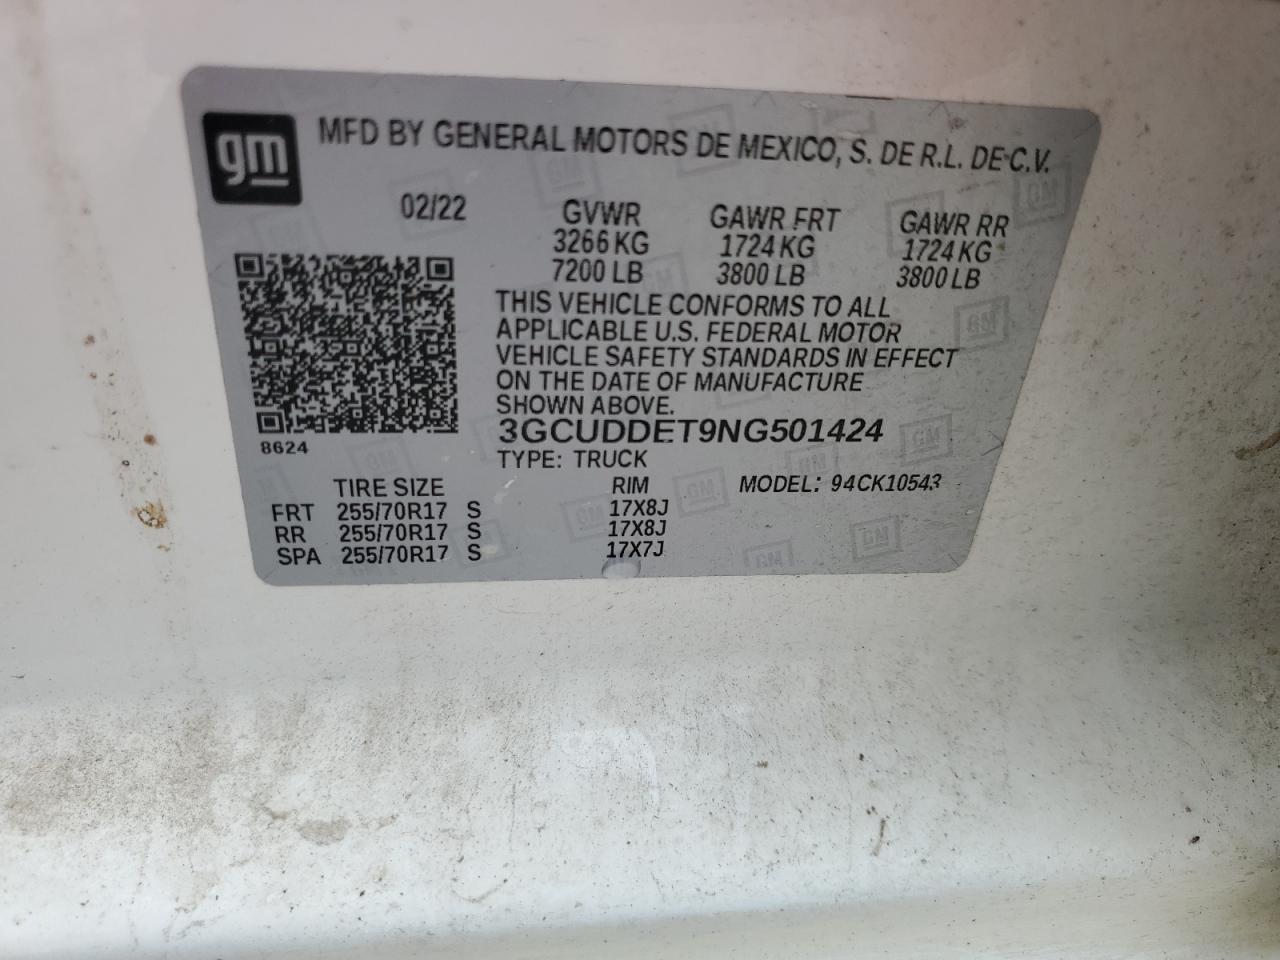 gm
MFD BY GENERAL MOTORS DE MEXICO, S. DE R.L. DE C.V.
02/22 GVWR GAWR FRT GAWR RR
3266 KG 1724 KG 1724 KG
7200 LB 3800 LB 3800 LB
THIS VEHICLE CONFORMS TO ALL
APPLICABLE U.S. FEDERAL MOTOR
VEHICLE SAFETY STANDARDS IN EFFECT
ON THE DATE OF MANUFACTURE
SHOWN ABOVE.
3GCUDDET9NG501424
8624
TYPE: TRUCK
TIRE SIZE RIM MODEL: 94CK10543
FRT 255/70R17 S 17X8J
RR 255/70R17 S 17X8J
SPA 255/70R17 S 17X7J